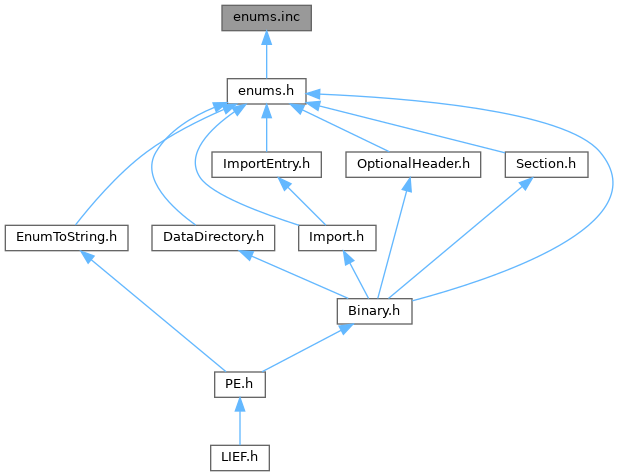 enums.inc
enums.h
ImportEntry.h
OptionalHeader.h
Section.h
EnumToString.h
DataDirectory.h
Import.h
Binary.h
PE.h
LIEF.h